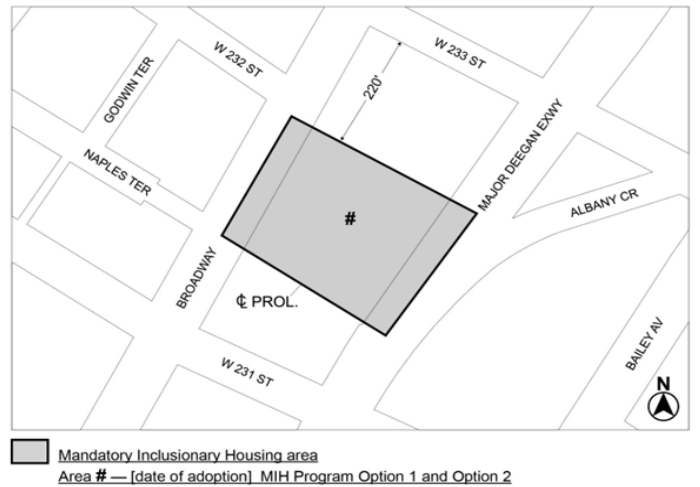 W 232 ST
W 233 ST
GODWIN TER
220'
MAJOR DEEGAN EXWY
NAPLES TER
ALBANY CR
#
BROADWAY
℄ PROL.
W 231 ST
BAILEY AV
N
Mandatory Inclusionary Housing area
Area # — [date of adoption] MIH Program Option 1 and Option 2